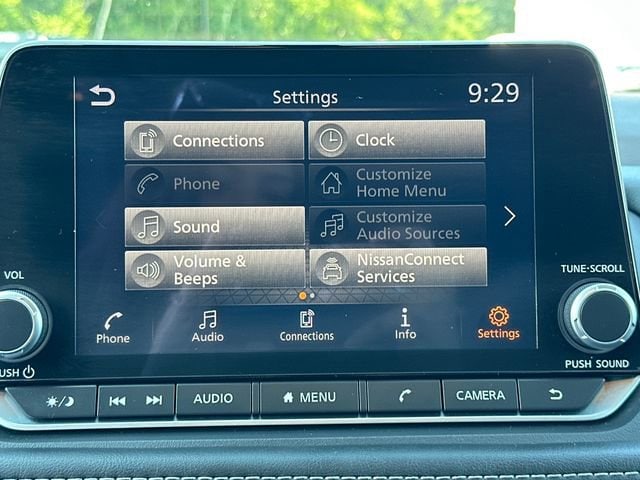 Settings
9:29
Connections
Clock
Phone
Customize
Home Menu
Sound
Customize
Audio Sources
Volume &
Beeps
NissanConnect
Services
Phone
Audio
Connections
Info
Settings
VOL
TUNE·SCROLL
PUSH SOUND
AUDIO
MENU
CAMERA